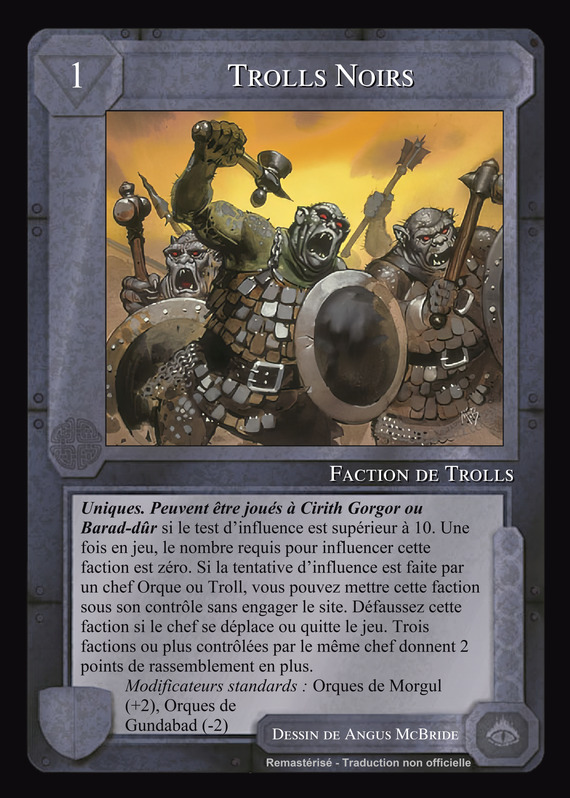 1
Trolls Noirs
Faction de Trolls
Uniques. Peuvent être joués à Cirith Gorgor ou
Barad-dûr si le test d'influence est supérieur à 10. Une
fois en jeu, le nombre requis pour influencer cette
faction est zéro. Si la tentative d'influence est faite par
un chef Orque ou Troll, vous pouvez mettre cette faction
sous son contrôle sans engager le site. Défaussez cette
faction si le chef se déplace ou quitte le jeu. Trois
factions ou plus contrôlées par le même chef donnent 2
points de rassemblement en plus.
Modificateurs standards : Orques de Morgul
(+2), Orques de
Gundabad (-2)
Dessin de Angus McBride
Remastérisé - Traduction non officielle